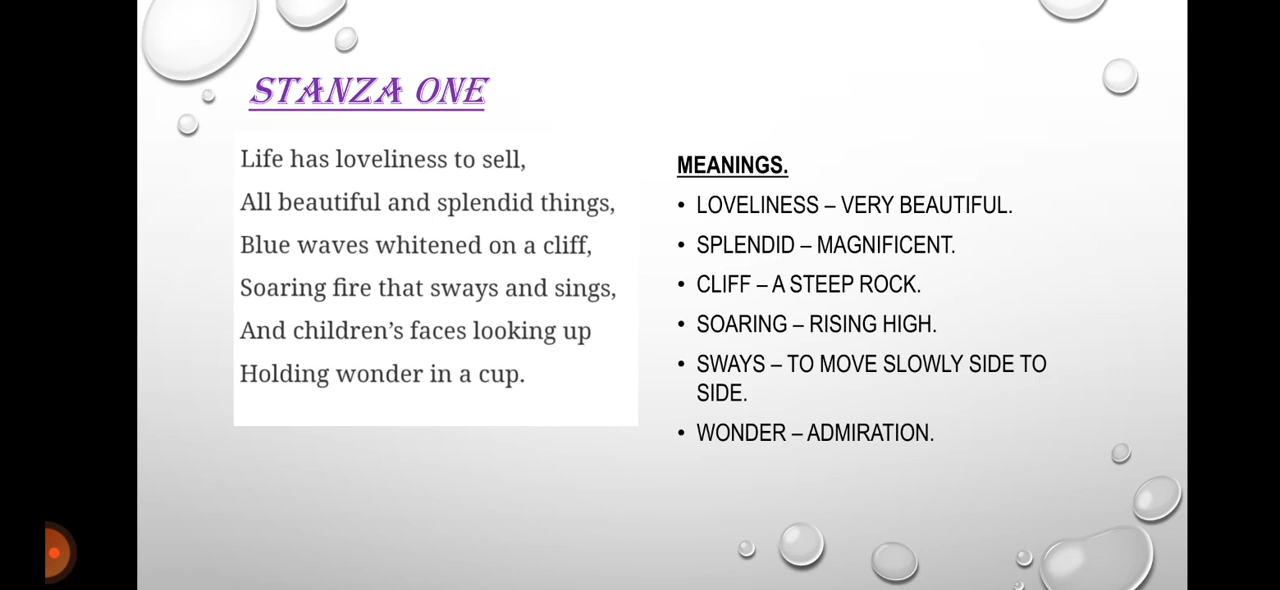 STANZA ONE
Life has loveliness to sell,
All beautiful and splendid things,
Blue waves whitened on a cliff,
Soaring fire that sways and sings,
And children’s faces looking up
Holding wonder in a cup.
MEANINGS.
• LOVELINESS – VERY BEAUTIFUL.
• SPLENDID – MAGNIFICENT.
• CLIFF – A STEEP ROCK.
• SOARING – RISING HIGH.
• SWAYS – TO MOVE SLOWLY SIDE TO
SIDE.
• WONDER – ADMIRATION.